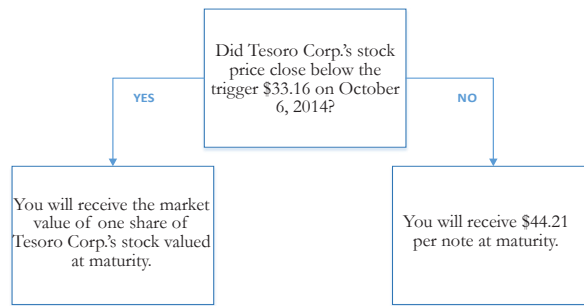 Did Tesoro Corp.'s stock
price close below the
trigger $33.16 on October
6, 2014?
YES
NO
You will receive the market
value of one share of
Tesoro Corp.'s stock valued
at maturity.
You will receive $44.21
per note at maturity.